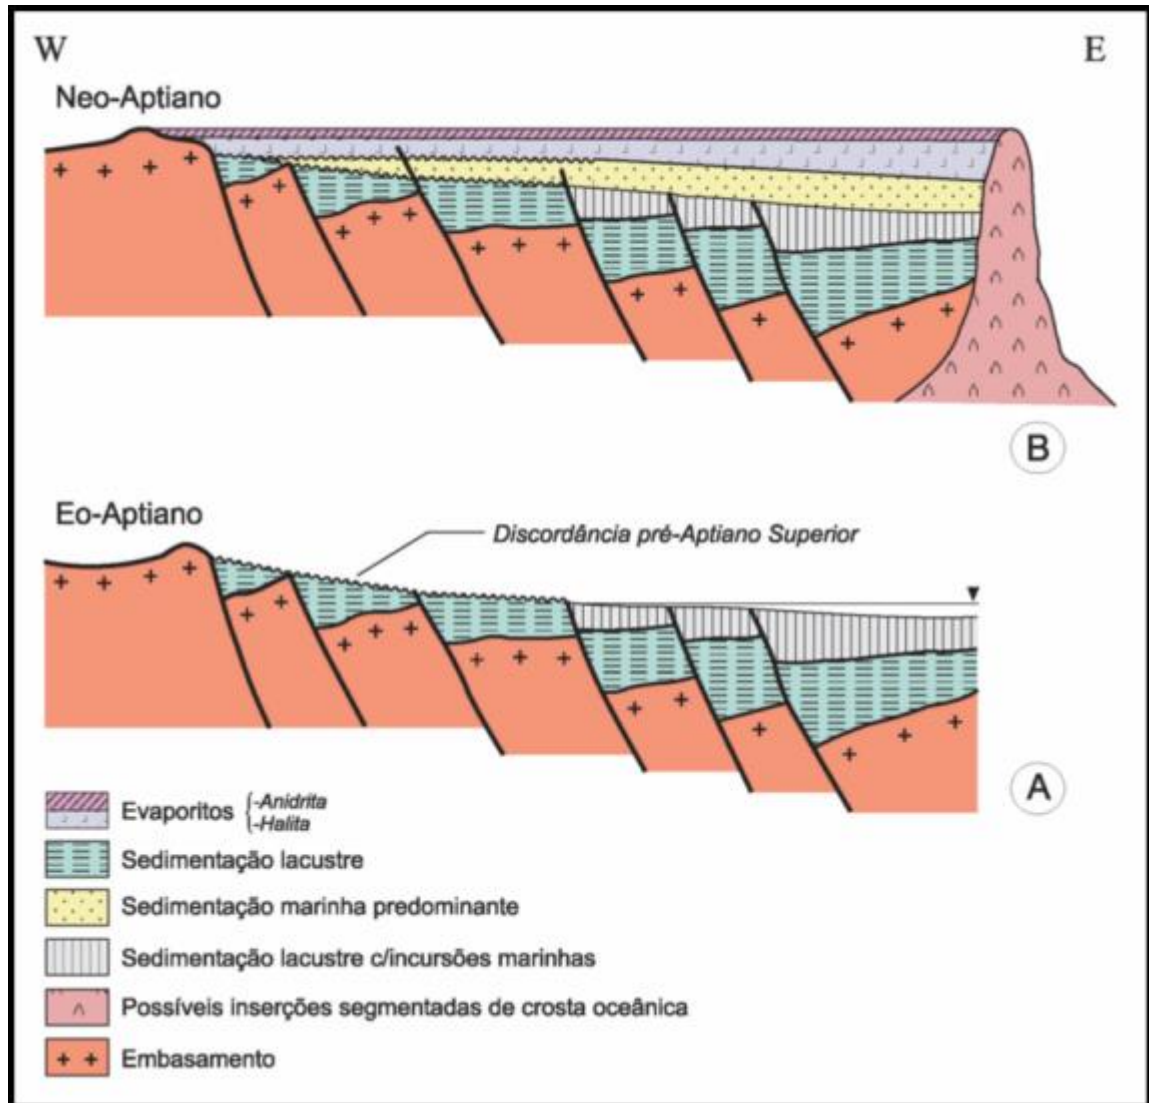 W
E
Neo-Aptiano
B
Eo-Aptiano
Discordância pré-Aptiano Superior
A
Evaporitos {-Anidrita
-Halita
Sedimentação lacustre
Sedimentação marinha predominante
Sedimentação lacustre c/incursões marinhas
Possíveis inserções segmentadas de crosta oceânica
Embasamento